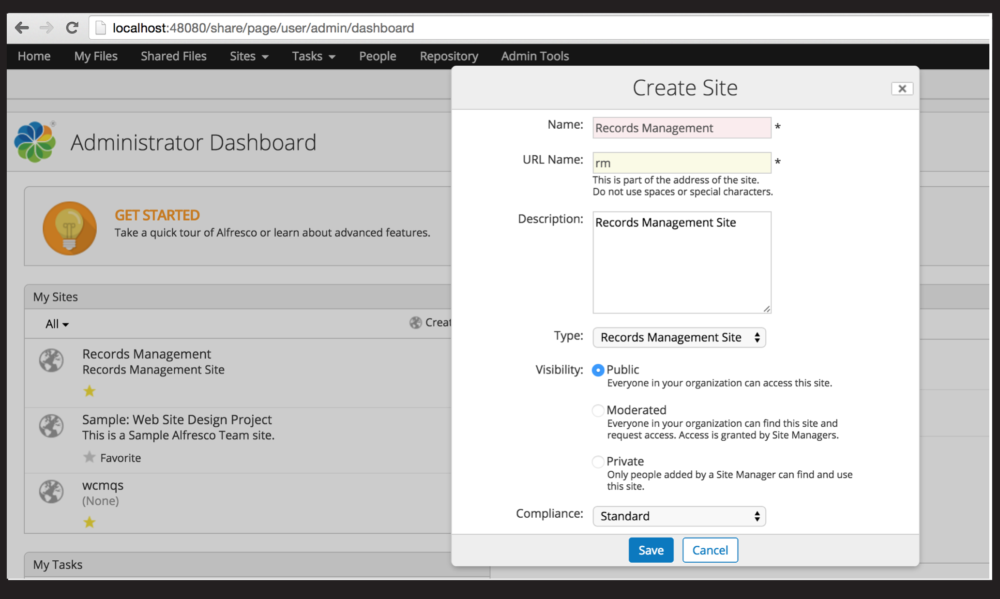 localhost:48080/share/page/user/admin/dashboard
Home My Files Shared Files Sites Tasks People Repository Admin Tools
Administrator Dashboard
®
GET STARTED
Take a quick tour of Alfresco or learn about advanced features.
My Sites
All Creat
Records Management
Records Management Site
Sample: Web Site Design Project
This is a Sample Alfresco Team site.
Favorite
wcmqs
(None)
My Tasks
Create Site
Name: Records Management *
URL Name: rm *
This is part of the address of the site.
Do not use spaces or special characters.
Description: Records Management Site
Type: Records Management Site
Visibility: Public
Everyone in your organization can access this site.
Moderated
Everyone in your organization can find this site and
request access. Access is granted by Site Managers.
Private
Only people added by a Site Manager can find and use
this site.
Compliance: Standard
Save Cancel